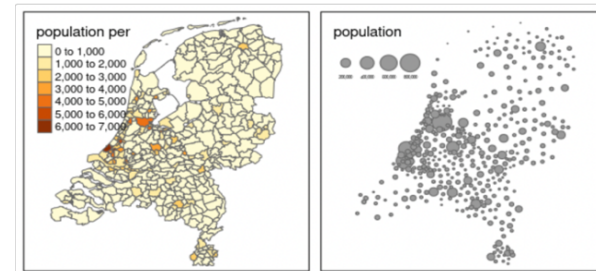 population per
0 to 1,000
1,000 to 2,000
2,000 to 3,000
3,000 to 4,000
4,000 to 5,000
5,000 to 6,000
6,000 to 7,000
population